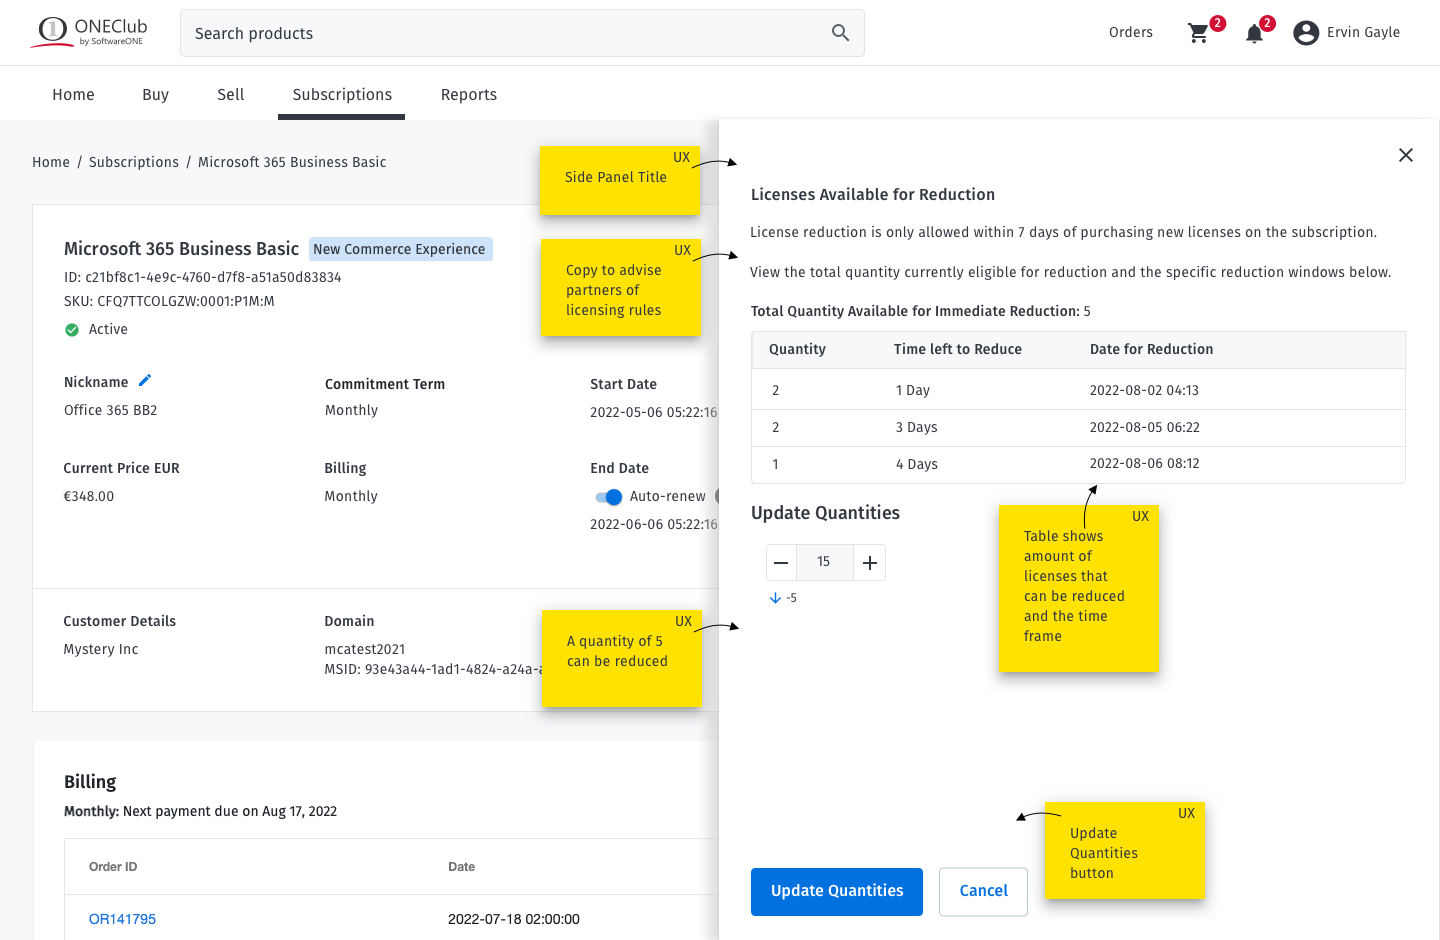 ONEClub
by SoftwareONE
Search products
Orders
2
2
Ervin Gayle
Home
Buy
Sell
Subscriptions
Reports
Home / Subscriptions / Microsoft 365 Business Basic
Microsoft 365 Business Basic
New Commerce Experience
ID: c21bf8c1-4e9c-4760-d7f8-a51a50d83834
SKU: CFQ7TTCOLGZW:0001:P1M:M
Active
Nickname
Office 365 BB2
Commitment Term
Monthly
Start Date
2022-05-06 05:22:16
Current Price EUR
€348.00
Billing
Monthly
End Date
Auto-renew
2022-06-06 05:22:16
Customer Details
Mystery Inc
Domain
mcatest2021
MSID: 93e43a44-1ad1-4824-a24a-a
Billing
Monthly: Next payment due on Aug 17, 2022
Order ID
Date
OR141795
2022-07-18 02:00:00
UX
Side Panel Title
UX
Copy to advise
partners of
licensing rules
UX
A quantity of 5
can be reduced
Licenses Available for Reduction
License reduction is only allowed within 7 days of purchasing new licenses on the subscription.
View the total quantity currently eligible for reduction and the specific reduction windows below.
Total Quantity Available for Immediate Reduction: 5
Quantity
Time left to Reduce
Date for Reduction
2
1 Day
2022-08-02 04:13
2
3 Days
2022-08-05 06:22
1
4 Days
2022-08-06 08:12
Update Quantities
15
-5
UX
Table shows
amount of
licenses that
can be reduced
and the time
frame
UX
Update
Quantities
button
Update Quantities
Cancel